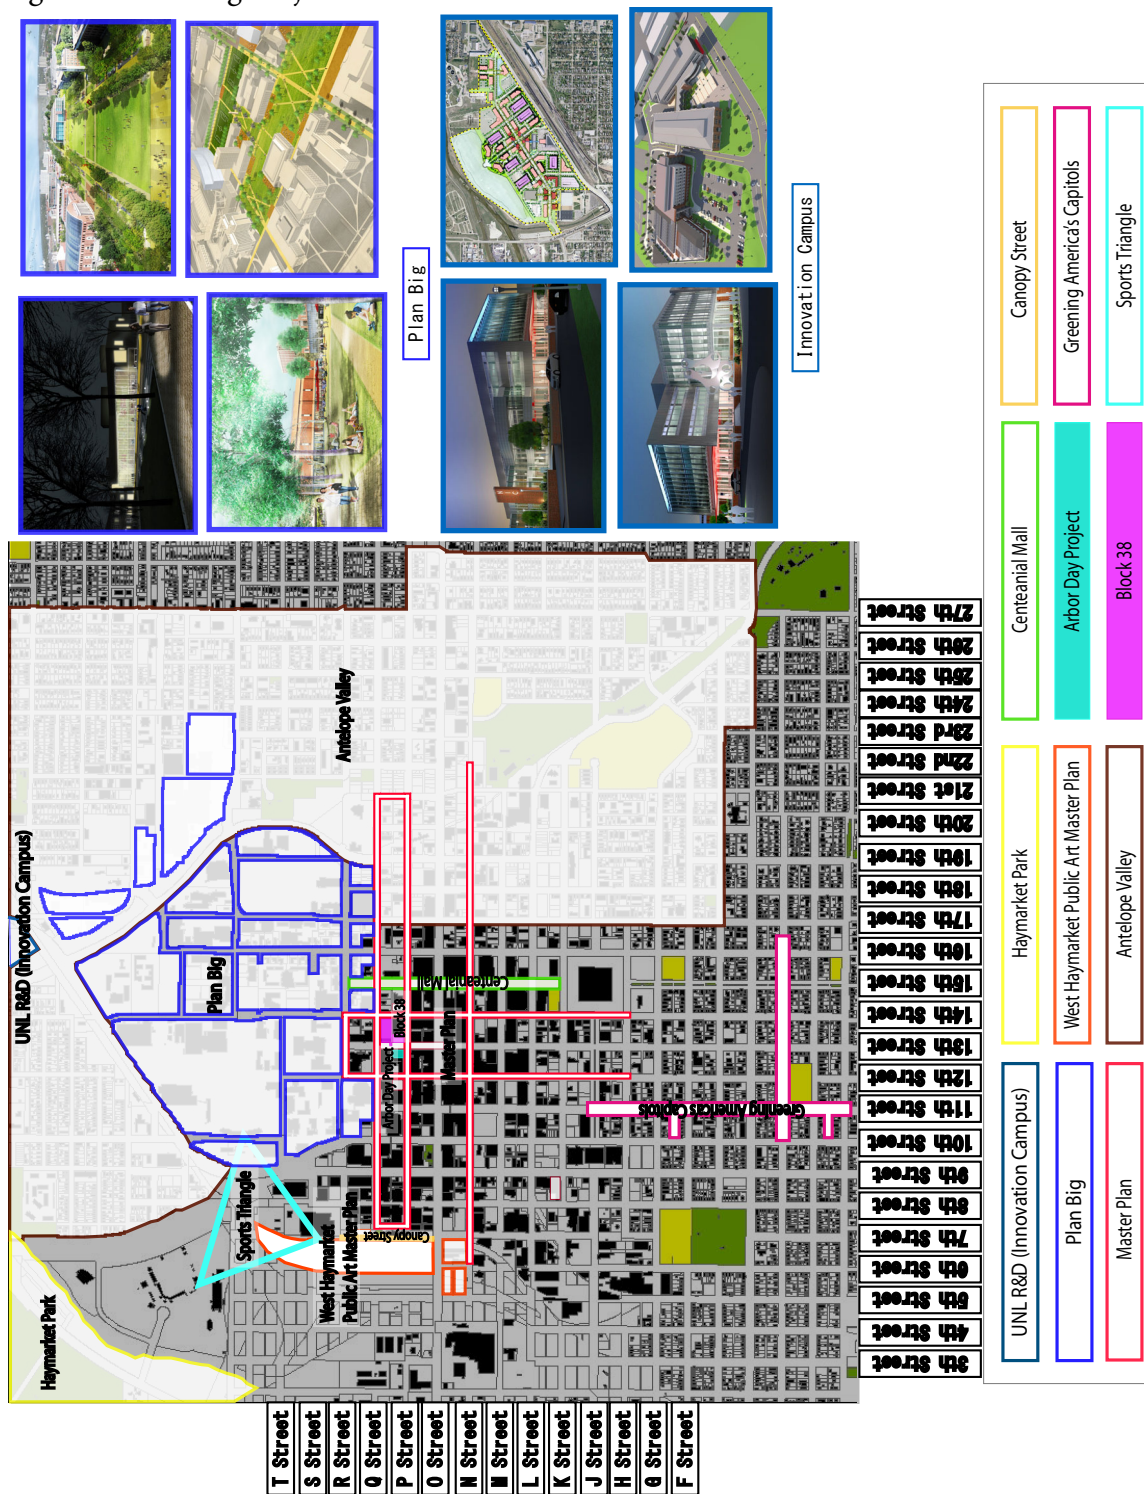 Plan Big
Innovation Campus
UNL R&D (Innovation Campus)
Antelope Valley
Plan Big
Centeanial Mall
Block 38
Arbor Day Project
Master Plan
Greening America's Capitols
Sports Triangle
West Haymarket
Public Art Master Plan
Canopy Street
Haymarket Park
T Street
S Street
R Street
Q Street
P Street
O Street
N Street
M Street
L Street
K Street
J Street
H Street
G Street
F Street
27th Street
26th Street
25th Street
24th Street
23rd Street
22nd Street
21st Street
20th Street
19th Street
18th Street
17th Street
16th Street
15th Street
14th Street
13th Street
12th Street
11th Street
10th Street
9th Street
8th Street
7th Street
6th Street
5th Street
4th Street
3th Street
UNL R&D (Innovation Campus)
Haymarket Park
Centeanial Mall
Canopy Street
Plan Big
West Haymarket Public Art Master Plan
Arbor Day Project
Greening America's Capitols
Master Plan
Antelope Valley
Block 38
Sports Triangle